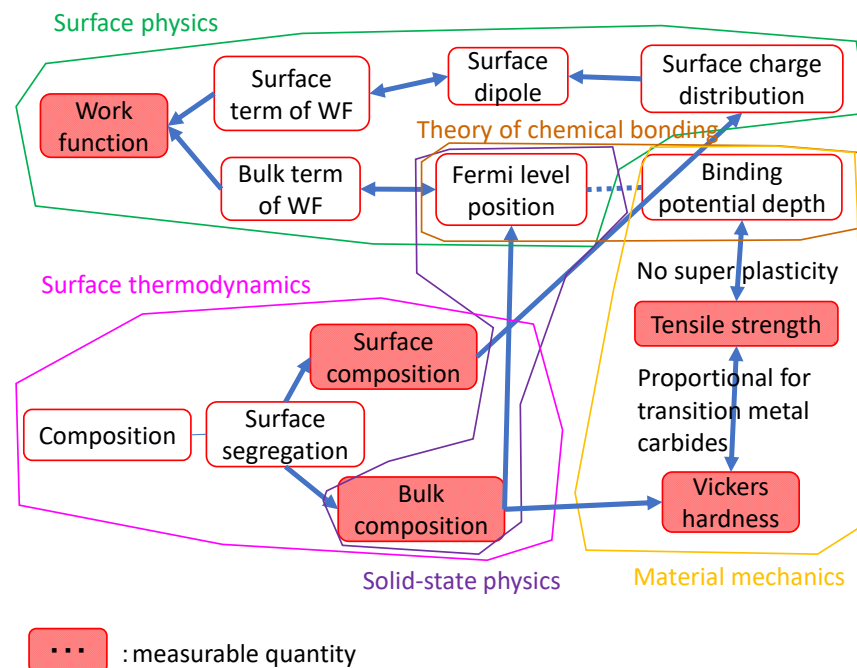 Surface physics
Surface
term of WF
Surface
dipole
Surface charge
distribution
Work
function
Theory of chemical bonding
Bulk term
of WF
Fermi level
position
Binding
potential depth
No super plasticity
Surface thermodynamics
Tensile strength
Surface
composition
Proportional for
transition metal
carbides
Composition
Surface
segregation
Bulk
composition
Vickers
hardness
Solid-state physics
Material mechanics
··· : measurable quantity